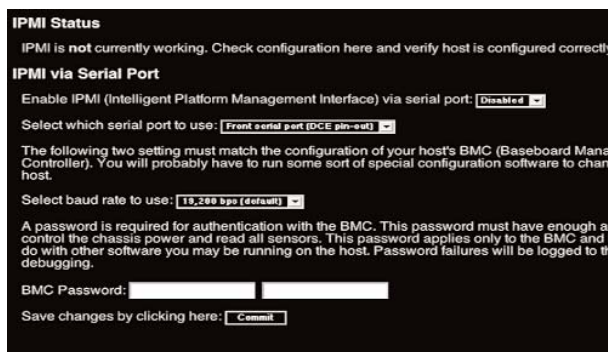 IPMI Status
IPMI is not currently working. Check configuration here and verify host is configured correctly
IPMI via Serial Port
Enable IPMI (Intelligent Platform Management Interface) via serial port: Disabled
Select which serial port to use: Front serial port (DCE pin-out)
The following two setting must match the configuration of your host's BMC (Baseboard Mana
Controller). You will probably have to run some sort of special configuration software to chan
host.
Select baud rate to use: 19,200 bps (default)
A password is required for authentication with the BMC. This password must have enough a
control the chassis power and read all sensors. This password applies only to the BMC and
do with other software you may be running on the host. Password failures will be logged to th
debugging.
BMC Password:
Save changes by clicking here: Commit